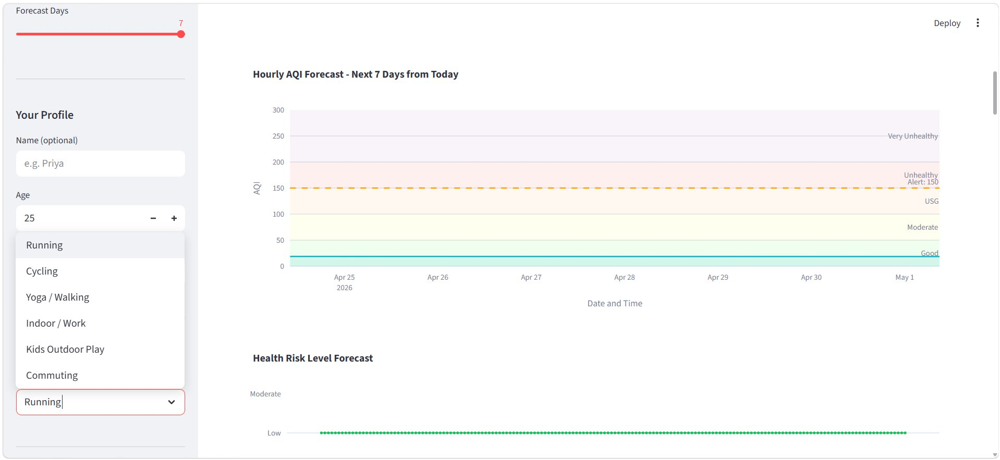 Forecast Days
7
Your Profile
Name (optional)
e.g. Priya
Age
25
Running
Cycling
Yoga / Walking
Indoor / Work
Kids Outdoor Play
Commuting
Running
Deploy
Hourly AQI Forecast - Next 7 Days from Today
300
250
200
150
100
50
0
AQI
Very Unhealthy
Unhealthy
Alert: 150
USG
Moderate
Good
Apr 25 Apr 26 Apr 27 Apr 28 Apr 29 Apr 30 May 1
2026
Date and Time
Health Risk Level Forecast
Moderate
Low